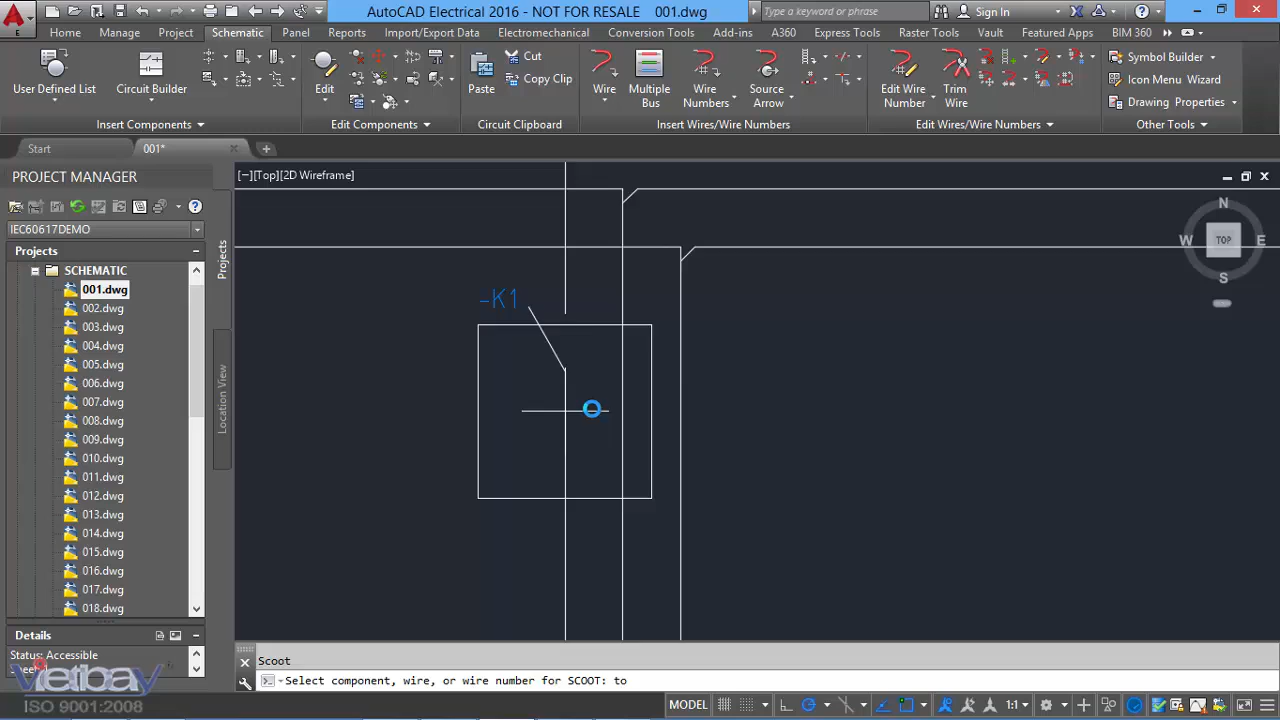 AutoCAD Electrical 2016 - NOT FOR RESALE 001.dwg
Type a keyword or phrase
Sign In
Home Manage Project Schematic Panel Reports Import/Export Data Electromechanical Conversion Tools Add-ins A360 Express Tools Raster Tools Vault Featured Apps BIM 360
User Defined List
Circuit Builder
Insert Components
Edit
Edit Components
Paste
Cut
Copy Clip
Circuit Clipboard
Wire
Multiple Bus
Wire Numbers
Source Arrow
Insert Wires/Wire Numbers
Edit Wire Number
Trim Wire
Edit Wires/Wire Numbers
Symbol Builder
Icon Menu Wizard
Drawing Properties
Other Tools
Start
001*
PROJECT MANAGER
IEC60617DEMO
Projects
SCHEMATIC
001.dwg
002.dwg
003.dwg
004.dwg
005.dwg
006.dwg
007.dwg
008.dwg
009.dwg
010.dwg
011.dwg
012.dwg
013.dwg
014.dwg
015.dwg
016.dwg
017.dwg
018.dwg
Details
Status: Accessible
vietbay
ISO 9001:2008
Projects
Location View
[−][Top][2D Wireframe]
-K1
N
W
TOP
E
S
Scoot
Select component, wire, or wire number for SCOOT: to
MODEL
1:1